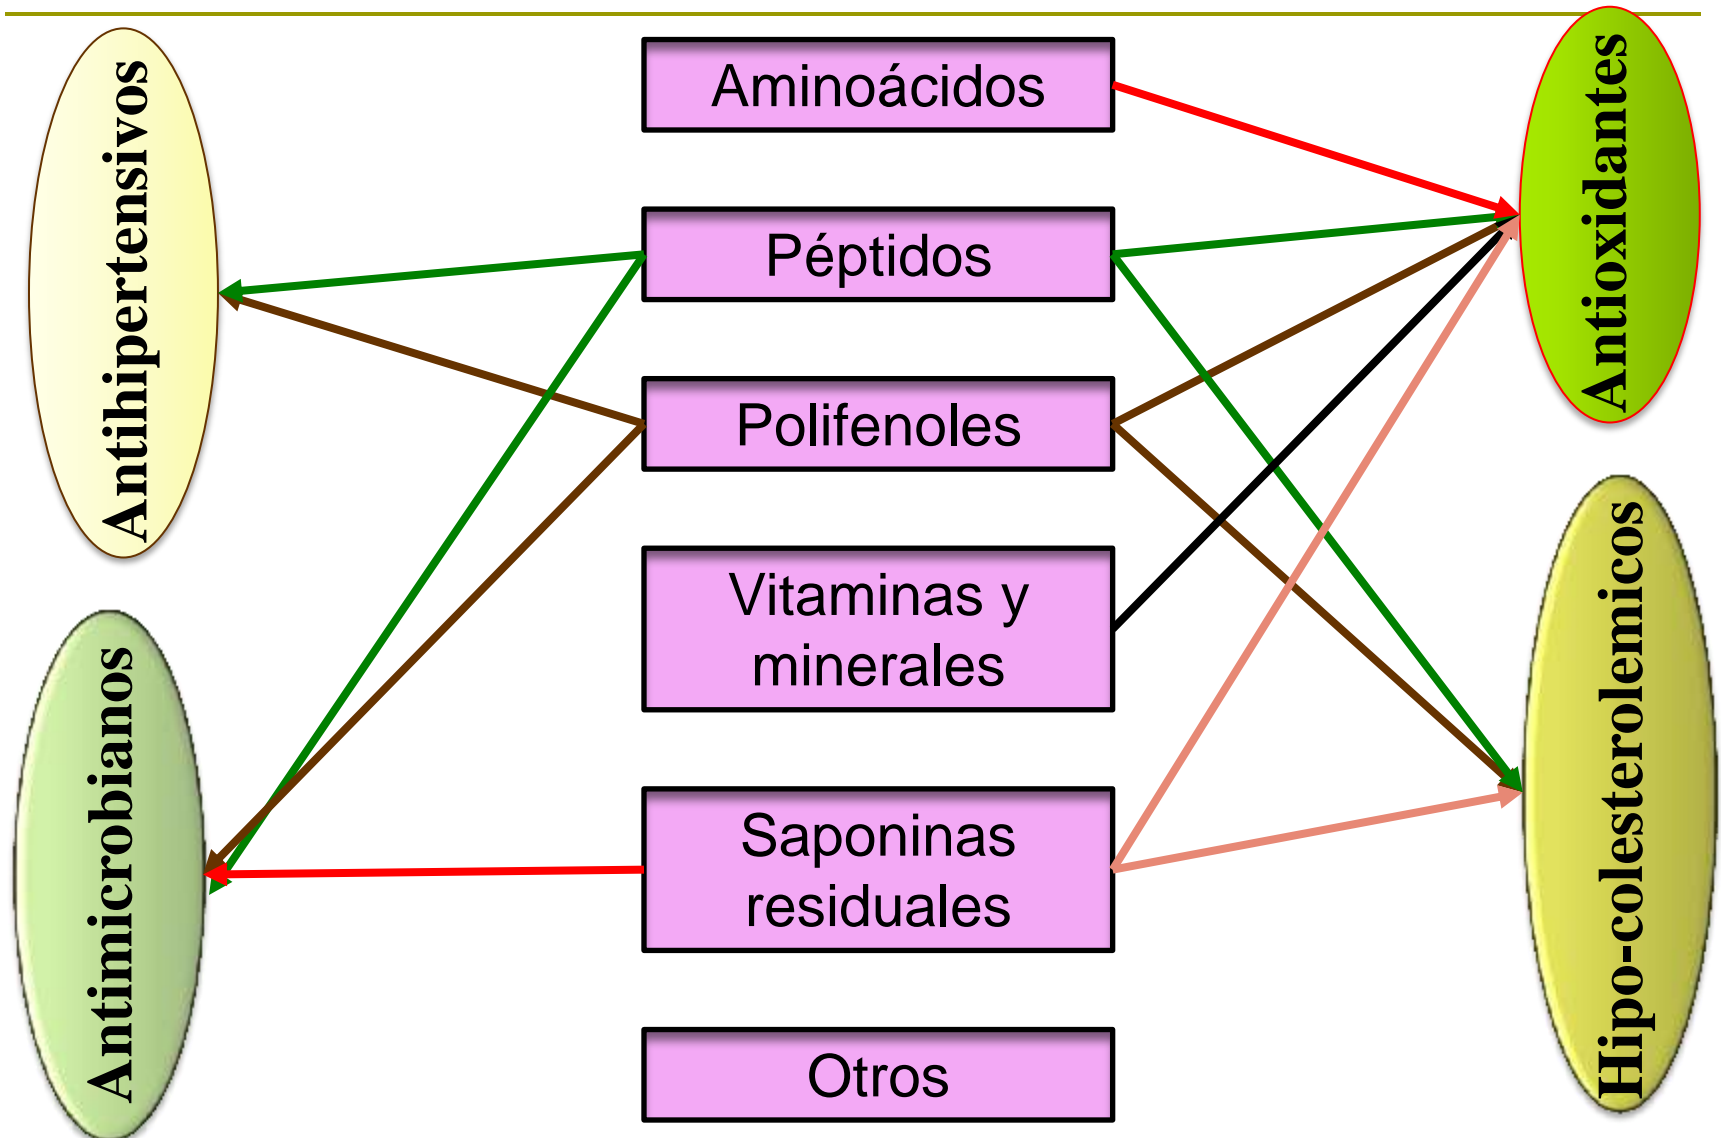 Antihipertensivos
Antimicrobianos
Aminoácidos
Péptidos
Polifenoles
Vitaminas y
minerales
Saponinas
residuales
Otros
Antioxidantes
Hipo-colesterolemicos